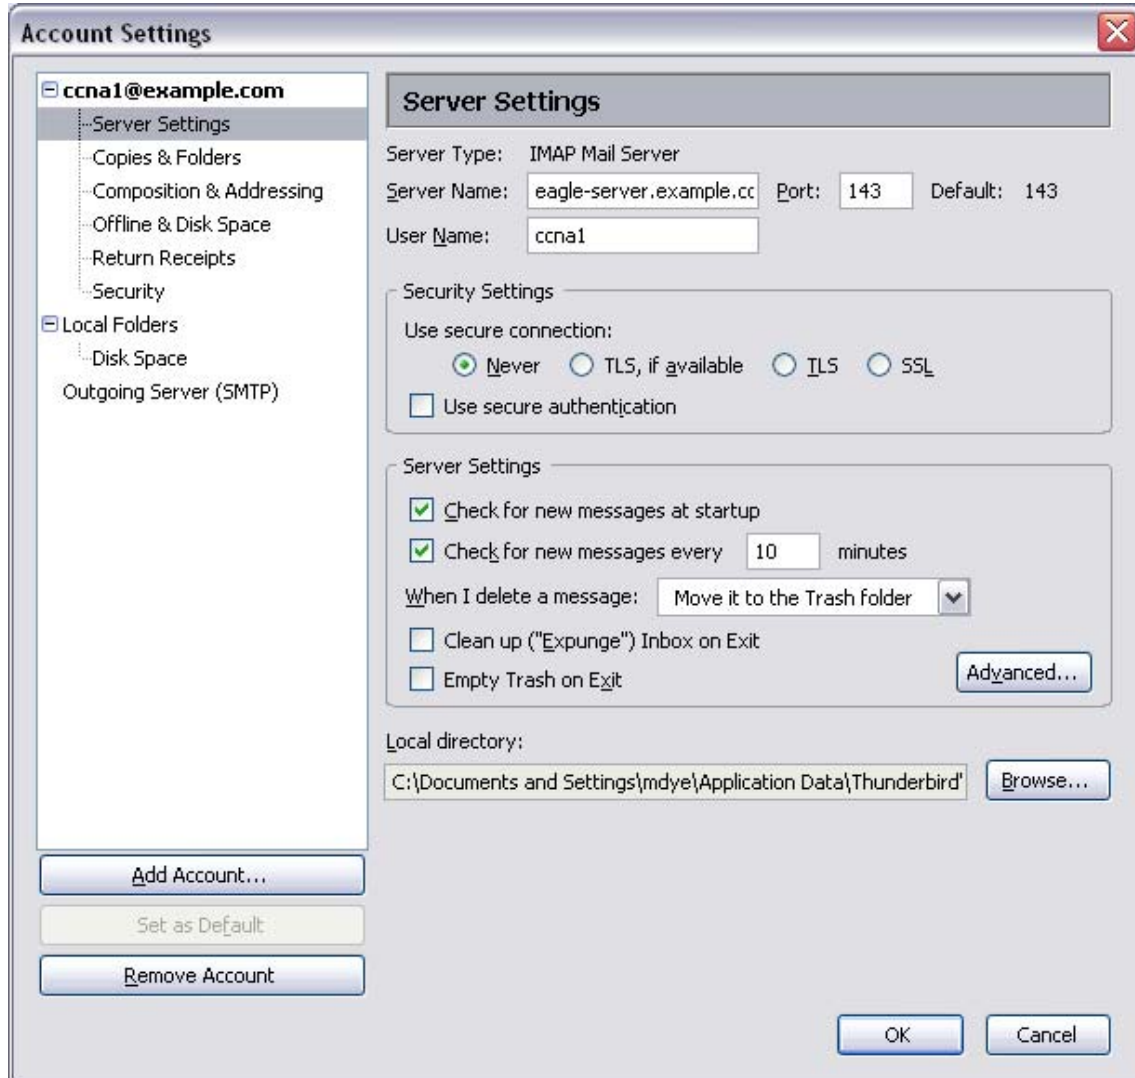 Account Settings
ccna1@example.com
Server Settings
Copies & Folders
Composition & Addressing
Offline & Disk Space
Return Receipts
Security
Local Folders
Disk Space
Outgoing Server (SMTP)
Add Account...
Set as Default
Remove Account
Server Settings
Server Type: IMAP Mail Server
Server Name: eagle-server.example.cc Port: 143 Default: 143
User Name: ccna1
Security Settings
Use secure connection:
Never TLS, if available TLS SSL
Use secure authentication
Server Settings
Check for new messages at startup
Check for new messages every 10 minutes
When I delete a message: Move it to the Trash folder
Clean up ("Expunge") Inbox on Exit
Empty Trash on Exit
Advanced...
Local directory:
C:\Documents and Settings\mdye\Application Data\Thunderbird'
Browse...
OK Cancel